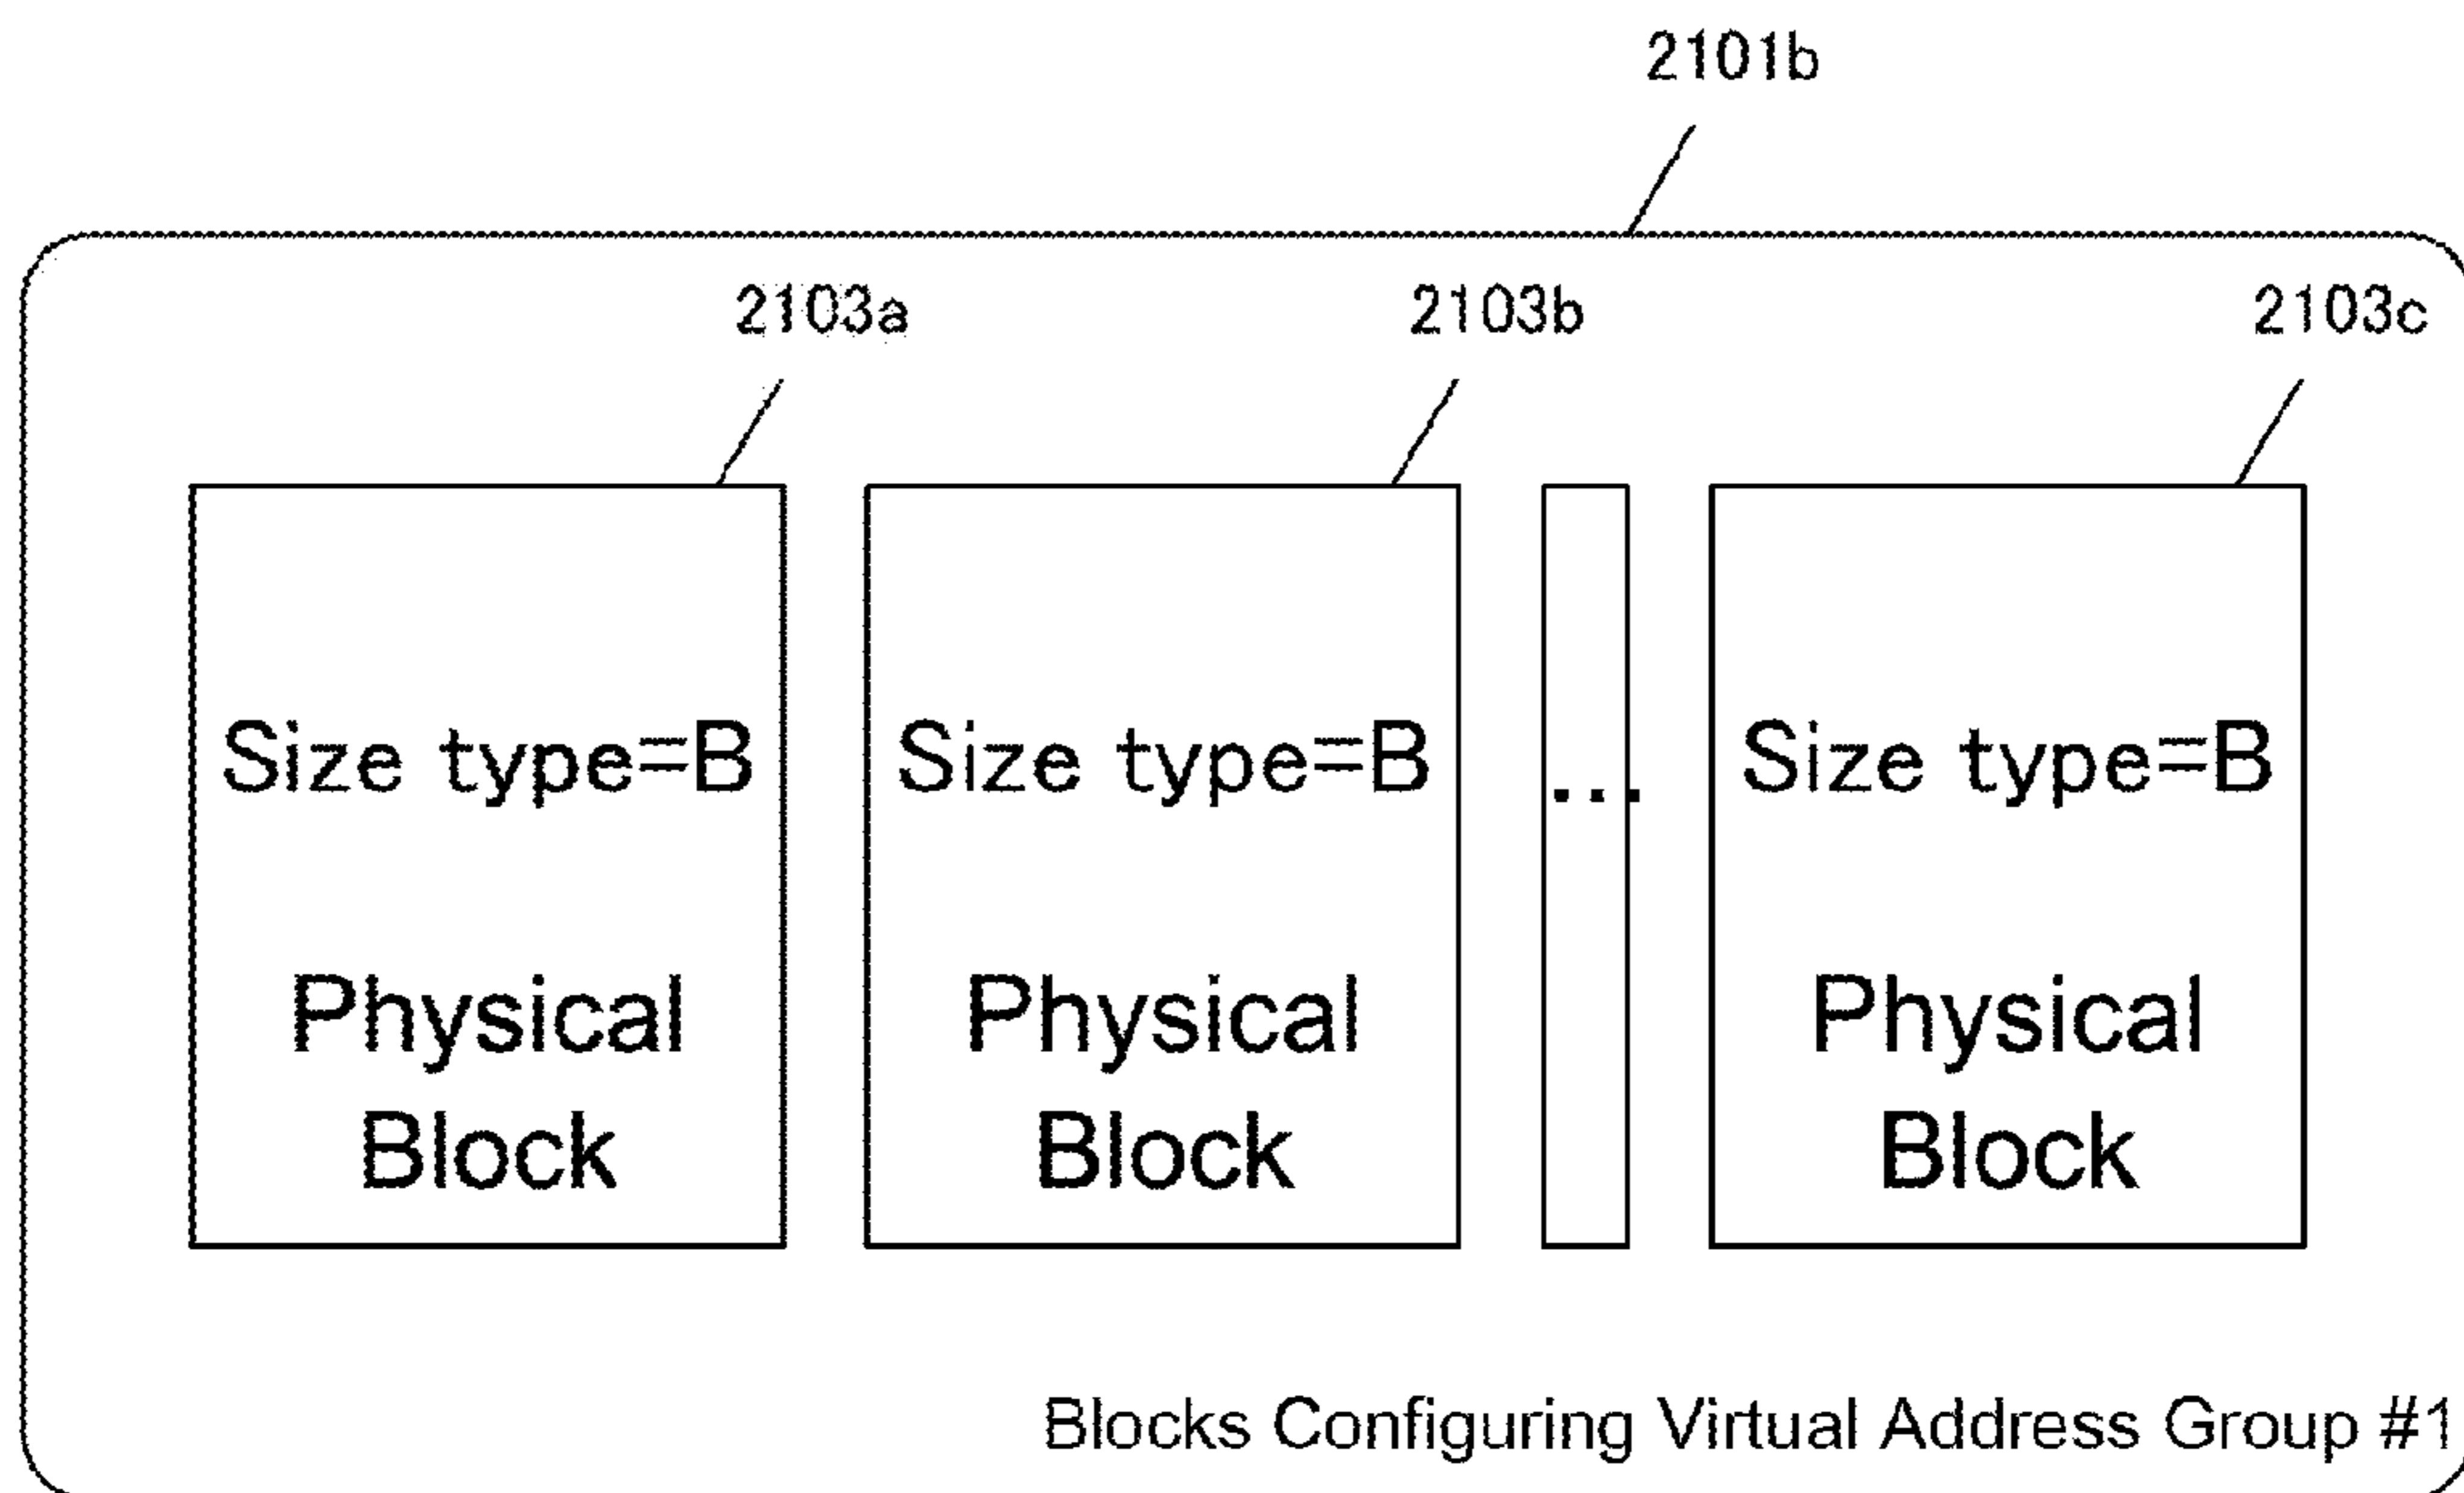 2101b
2103a
2103b
2103c
Size type=B
Physical
Block
Size type=B
Physical
Block
...
Size type=B
Physical
Block
Blocks Configuring Virtual Address Group #1